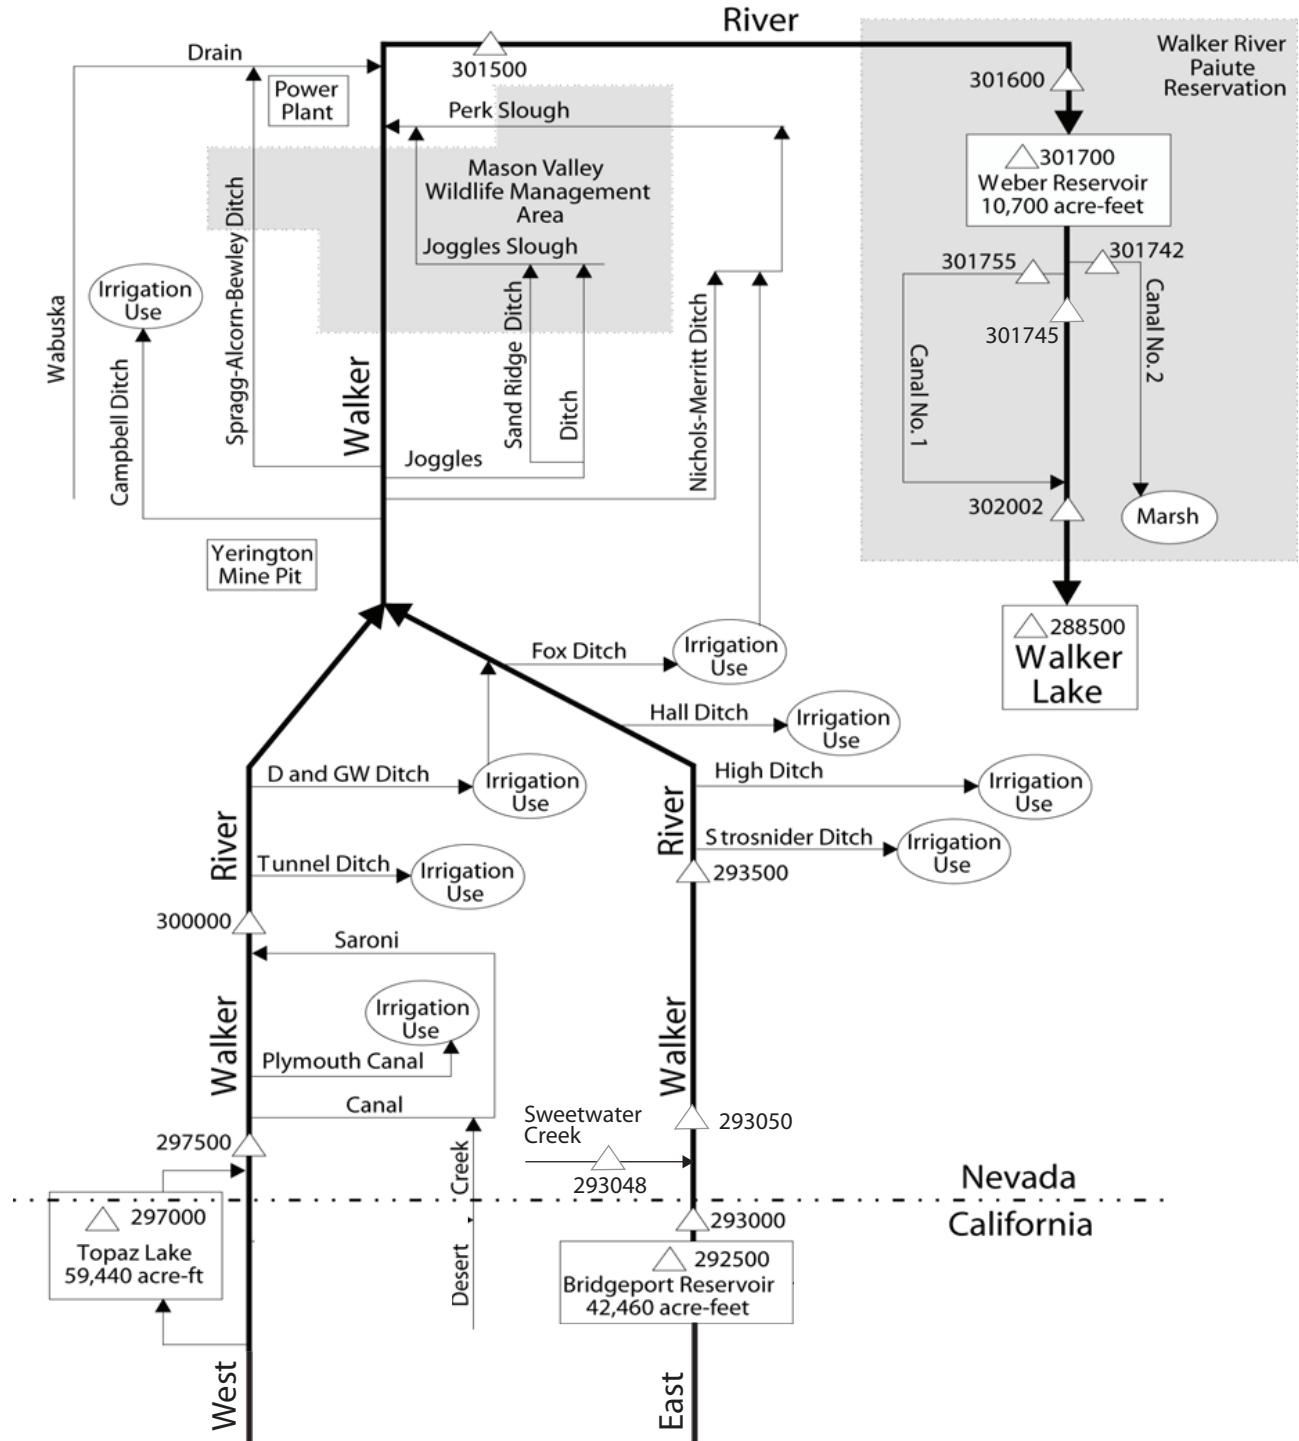 River
Drain
Power
Plant
301500
Perk Slough
Mason Valley
Wildlife Management
Area
Joggles Slough
Walker River
Paiute
Reservation
301600
301700
Weber Reservoir
10,700 acre-feet
301755
301742
301745
Canal No. 1
Canal No. 2
302002
Marsh
288500
Walker
Lake
Wabuska
Irrigation
Use
Campbell Ditch
Spragg-Alcorn-Bewley Ditch
Walker
Joggles
Sand Ridge Ditch
Ditch
Nichols-Merritt Ditch
Yerington
Mine Pit
Fox Ditch
Irrigation
Use
Hall Ditch
Irrigation
Use
D and GW Ditch
Irrigation
Use
High Ditch
Irrigation
Use
River
River
Tunnel Ditch
Irrigation
Use
Strosnider Ditch
Irrigation
Use
293500
300000
Saroni
Irrigation
Use
Walker
Walker
Plymouth Canal
Canal
297500
Sweetwater
Creek
293048
293050
Desert Creek
Nevada
California
297000
Topaz Lake
59,440 acre-ft
293000
292500
Bridgeport Reservoir
42,460 acre-feet
West
East